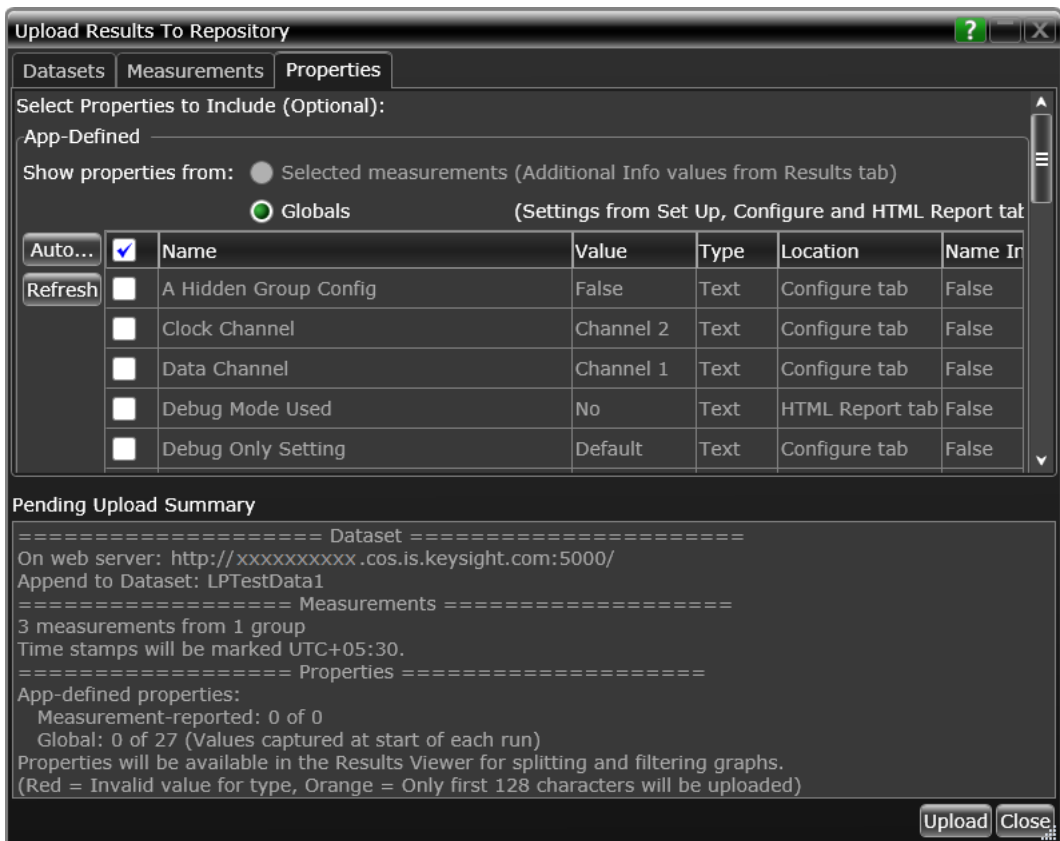 Upload Results To Repository ? X
Datasets Measurements Properties
Select Properties to Include (Optional):
App-Defined
Show properties from: Selected measurements (Additional Info values from Results tab)
Globals (Settings from Set Up, Configure and HTML Report tab
Auto... Name Value Type Location Name In
Refresh A Hidden Group Config False Text Configure tab False
Clock Channel Channel 2 Text Configure tab False
Data Channel Channel 1 Text Configure tab False
Debug Mode Used No Text HTML Report tab False
Debug Only Setting Default Text Configure tab False
Pending Upload Summary
==================== Dataset ======================
On web server: http://xxxxxxxxxx.cos.is.keysight.com:5000/
Append to Dataset: LPTestData1
================== Measurements ===================
3 measurements from 1 group
Time stamps will be marked UTC+05:30.
================== Properties ====================
App-defined properties:
Measurement-reported: 0 of 0
Global: 0 of 27 (Values captured at start of each run)
Properties will be available in the Results Viewer for splitting and filtering graphs.
(Red = Invalid value for type, Orange = Only first 128 characters will be uploaded)
Upload Close